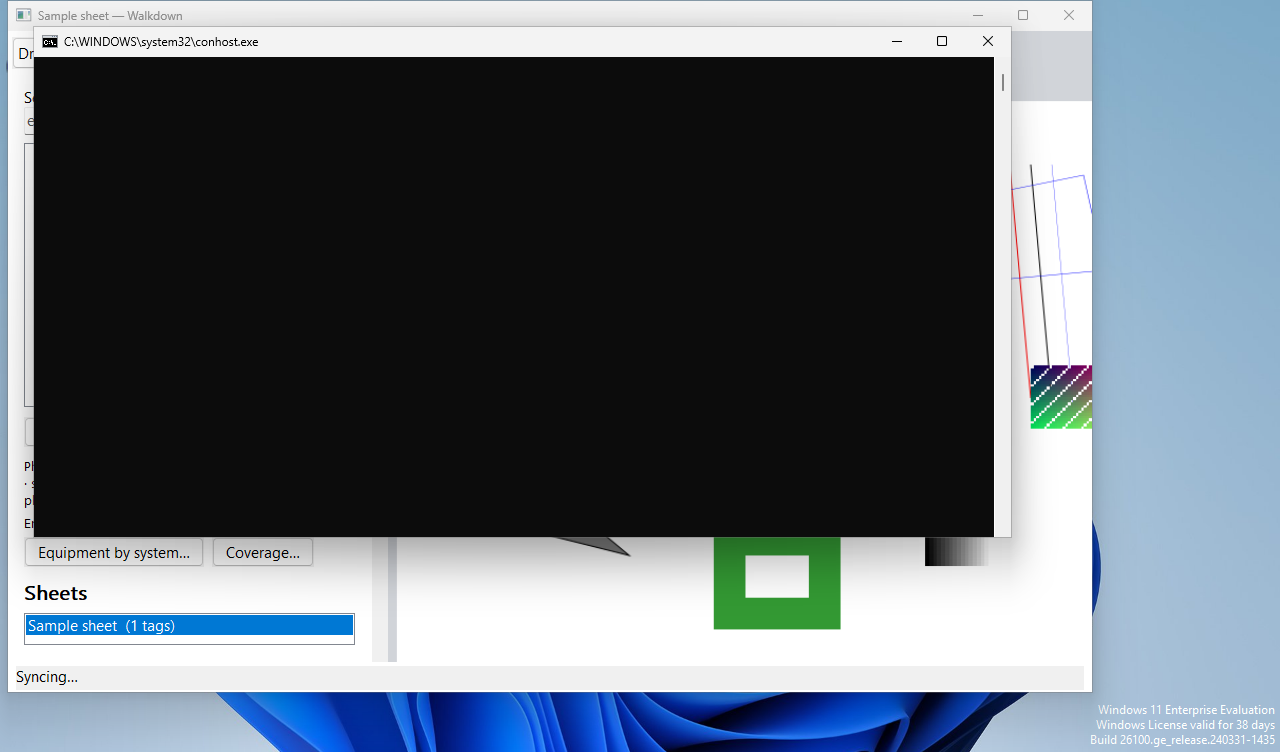 Sample sheet — Walkdown
C:\WINDOWS\system32\conhost.exe
Equipment by system...
Coverage...
Sheets
Sample sheet (1 tags)
Syncing...
Windows 11 Enterprise Evaluation
Windows License valid for 38 days
Build 26100.ge_release.240331-1435